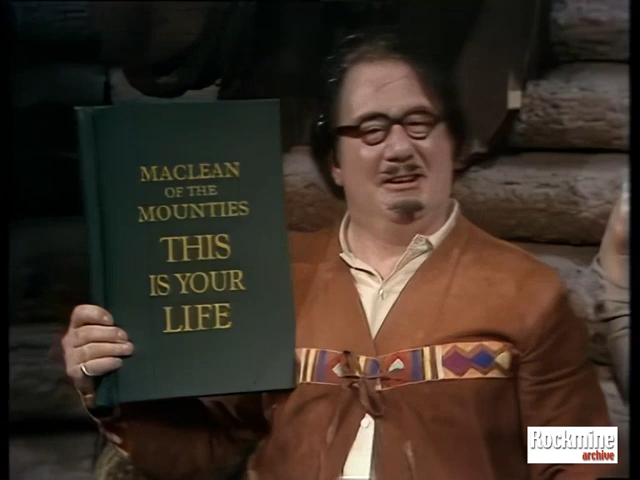 MACLEAN
OF THE
MOUNTIES
THIS
IS YOUR
LIFE
Rockmine
archive